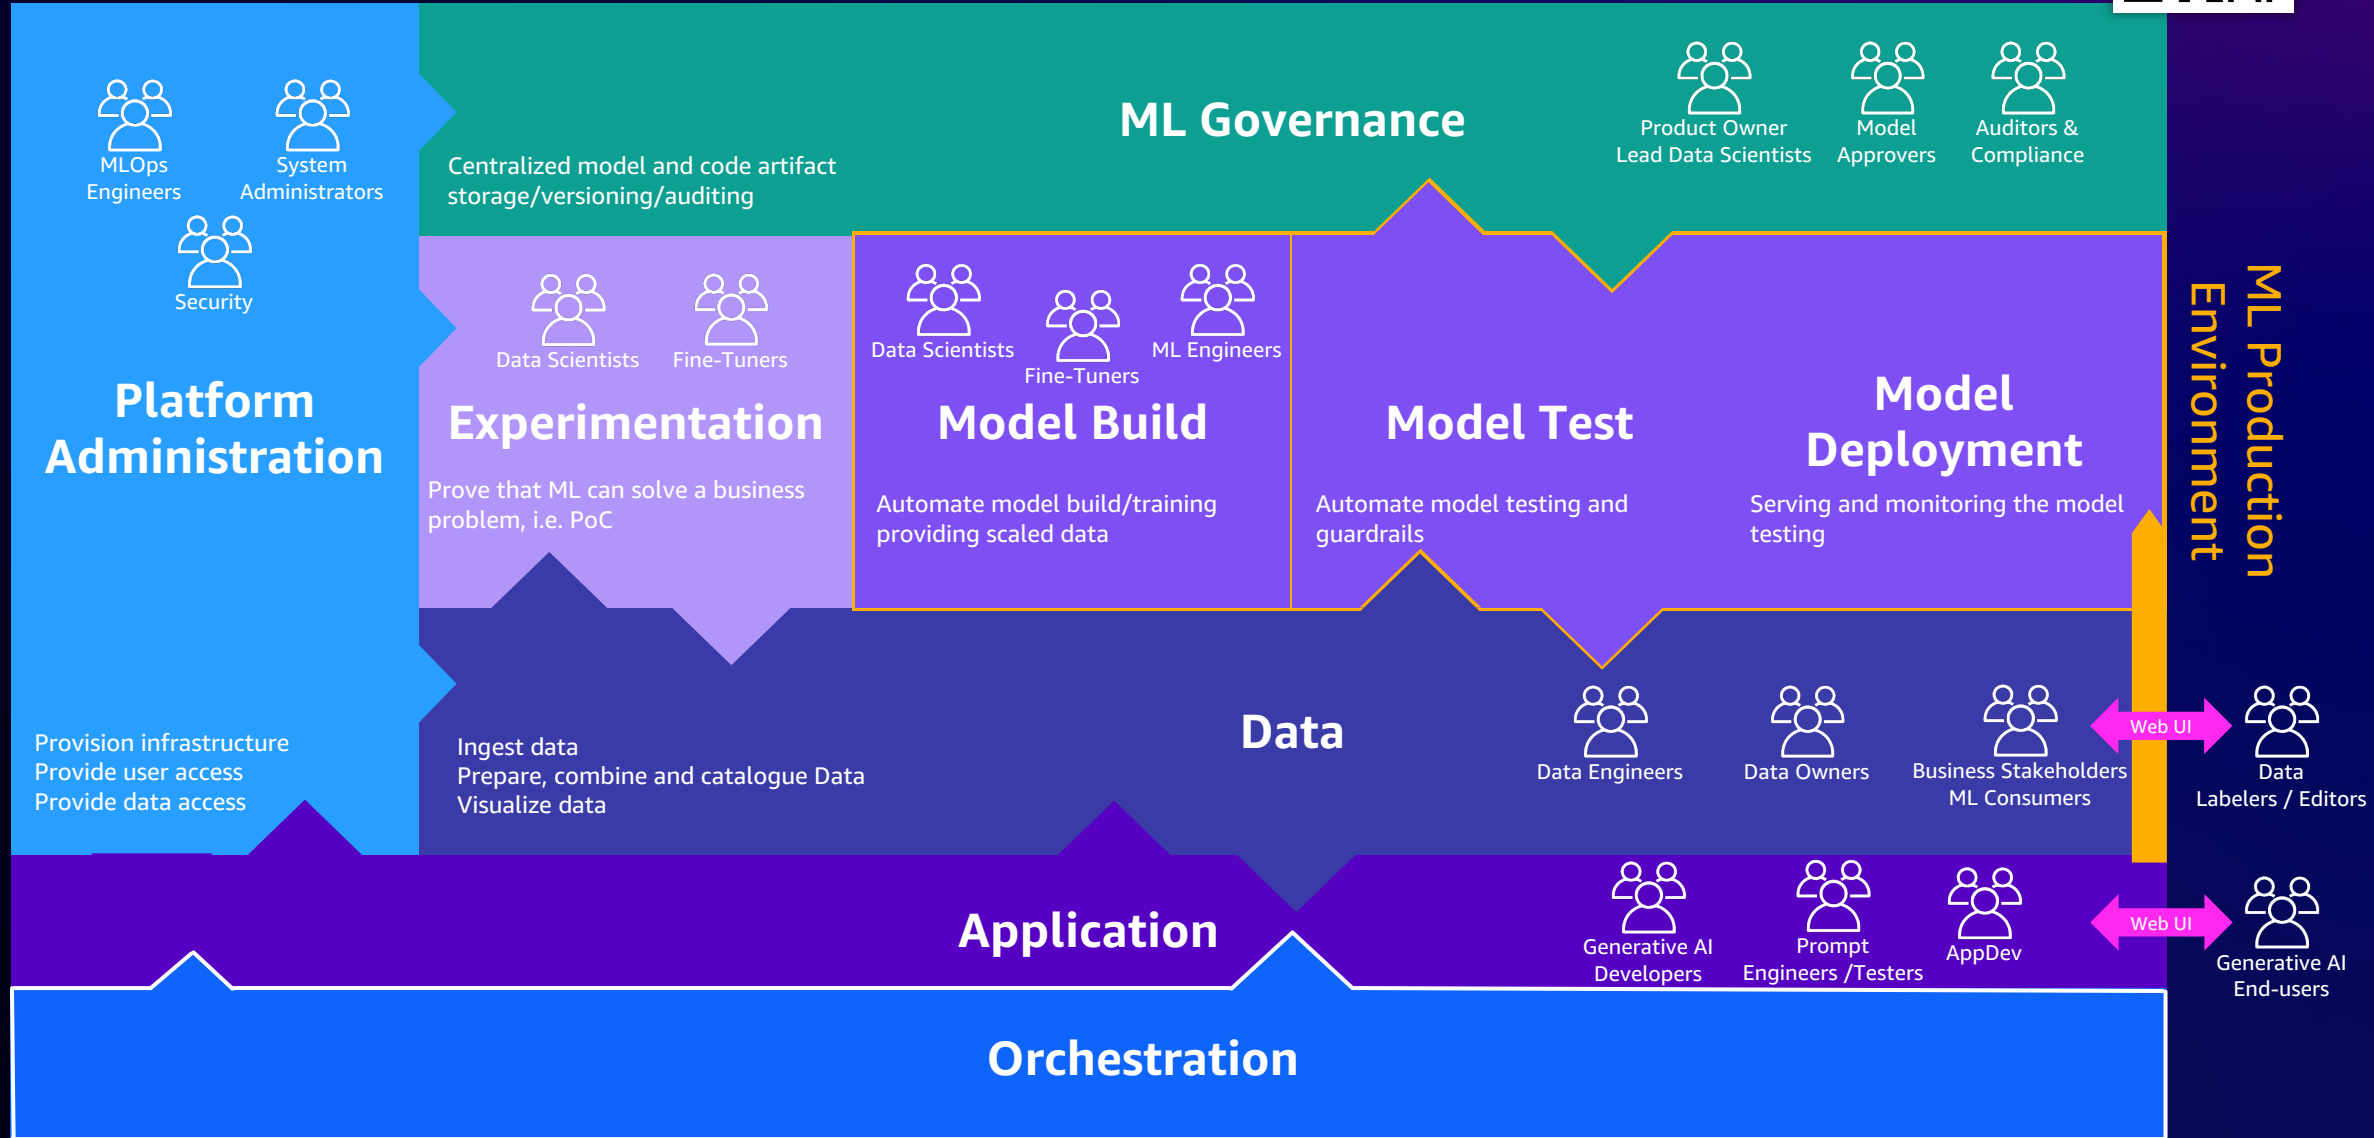 MLOps
Engineers
System
Administrators
Security
Platform
Administration
Provision infrastructure
Provide user access
Provide data access
ML Governance
Centralized model and code artifact
storage/versioning/auditing
Product Owner
Lead Data Scientists
Model
Approvers
Auditors &
Compliance
Data Scientists
Fine-Tuners
Experimentation
Prove that ML can solve a business
problem, i.e. PoC
Data Scientists
Fine-Tuners
ML Engineers
Model Build
Automate model build/training
providing scaled data
Model Test
Automate model testing and
guardrails
Model
Deployment
Serving and monitoring the model
testing
ML Production
Environment
Data
Ingest data
Prepare, combine and catalogue Data
Visualize data
Data Engineers
Data Owners
Business Stakeholders
ML Consumers
Web UI
Data
Labelers / Editors
Application
Generative AI
Developers
Prompt
Engineers /Testers
AppDev
Web UI
Generative AI
End-users
Orchestration